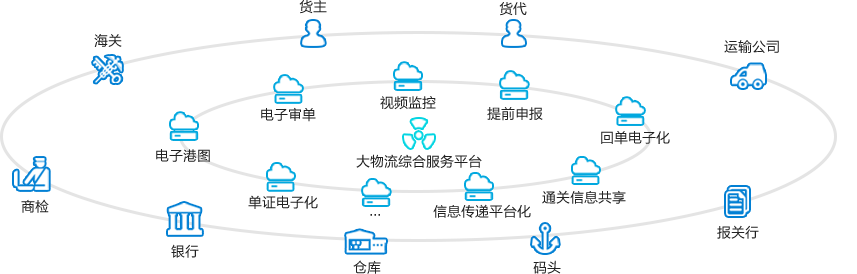 货主
货代
海关
运输公司
视频监控
电子审单
提前申报
回单电子化
电子港图
大物流综合服务平台
单证电子化
通关信息共享
...
信息传递平台化
商检
报关行
银行
仓库
码头